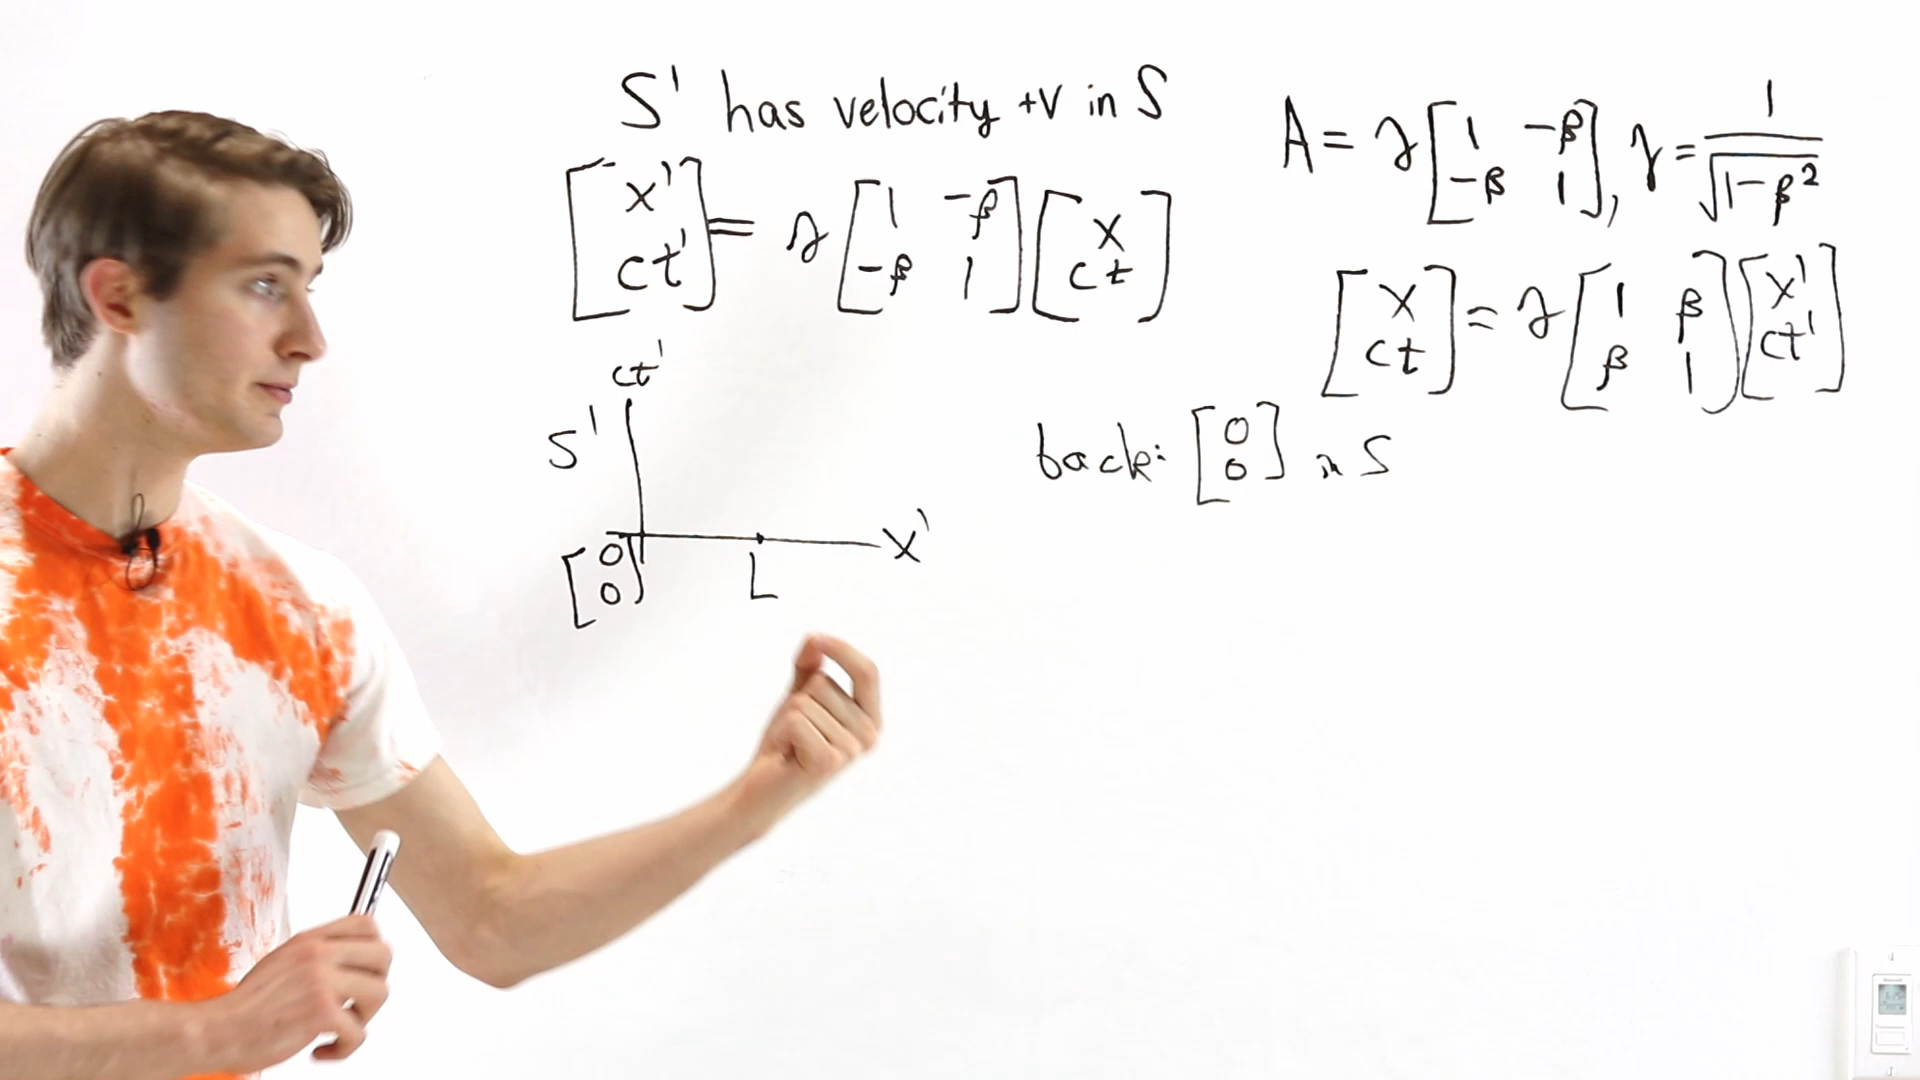 S' has velocity +v in S
[x' ct'] = γ [1 -β -β 1] [x ct]
A = γ [1 -β -β 1], γ = 1/√(1-β²)
[x ct] = γ [1 β β 1] [x' ct']
ct'
S'
x'
[0 0]
L
back: [0 0] in S